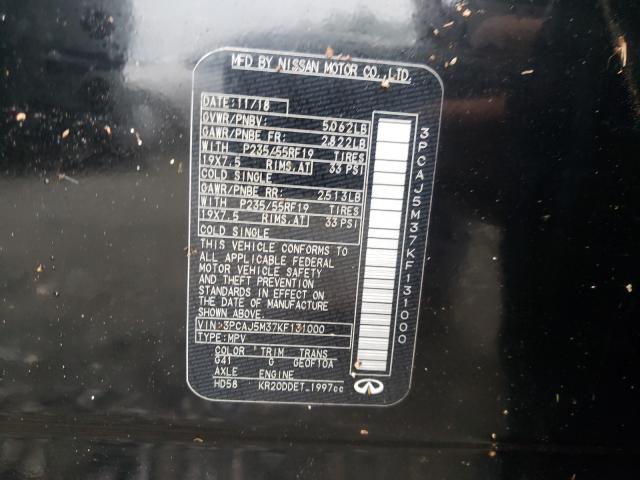 MFD BY NISSAN MOTOR CO.,LTD.
DATE:11/18
GVWR/PNBV: 5,062LB
GAWR/PNBE FR: 2,822LB
WITH P235/55RF19 TIRES
19X7.5 RIMS.AT 33 PSI
COLD SINGLE
GAWR/PNBE RR: 2,513LB
WITH P235/55RF19 TIRES
19X7.5 RIMS.AT 33 PSI
COLD SINGLE
THIS VEHICLE CONFORMS TO
ALL APPLICABLE FEDERAL
MOTOR VEHICLE SAFETY
AND THEFT PREVENTION
STANDARDS IN EFFECT ON
THE DATE OF MANUFACTURE
SHOWN ABOVE.
VIN:3PCAJ5M37KF131000
TYPE:MPV
COLOR TRIM TRANS
G41 G GE0F10A
AXLE ENGINE
HD58 KR20DDET 1997cc
3PCAJ5M37KF131000